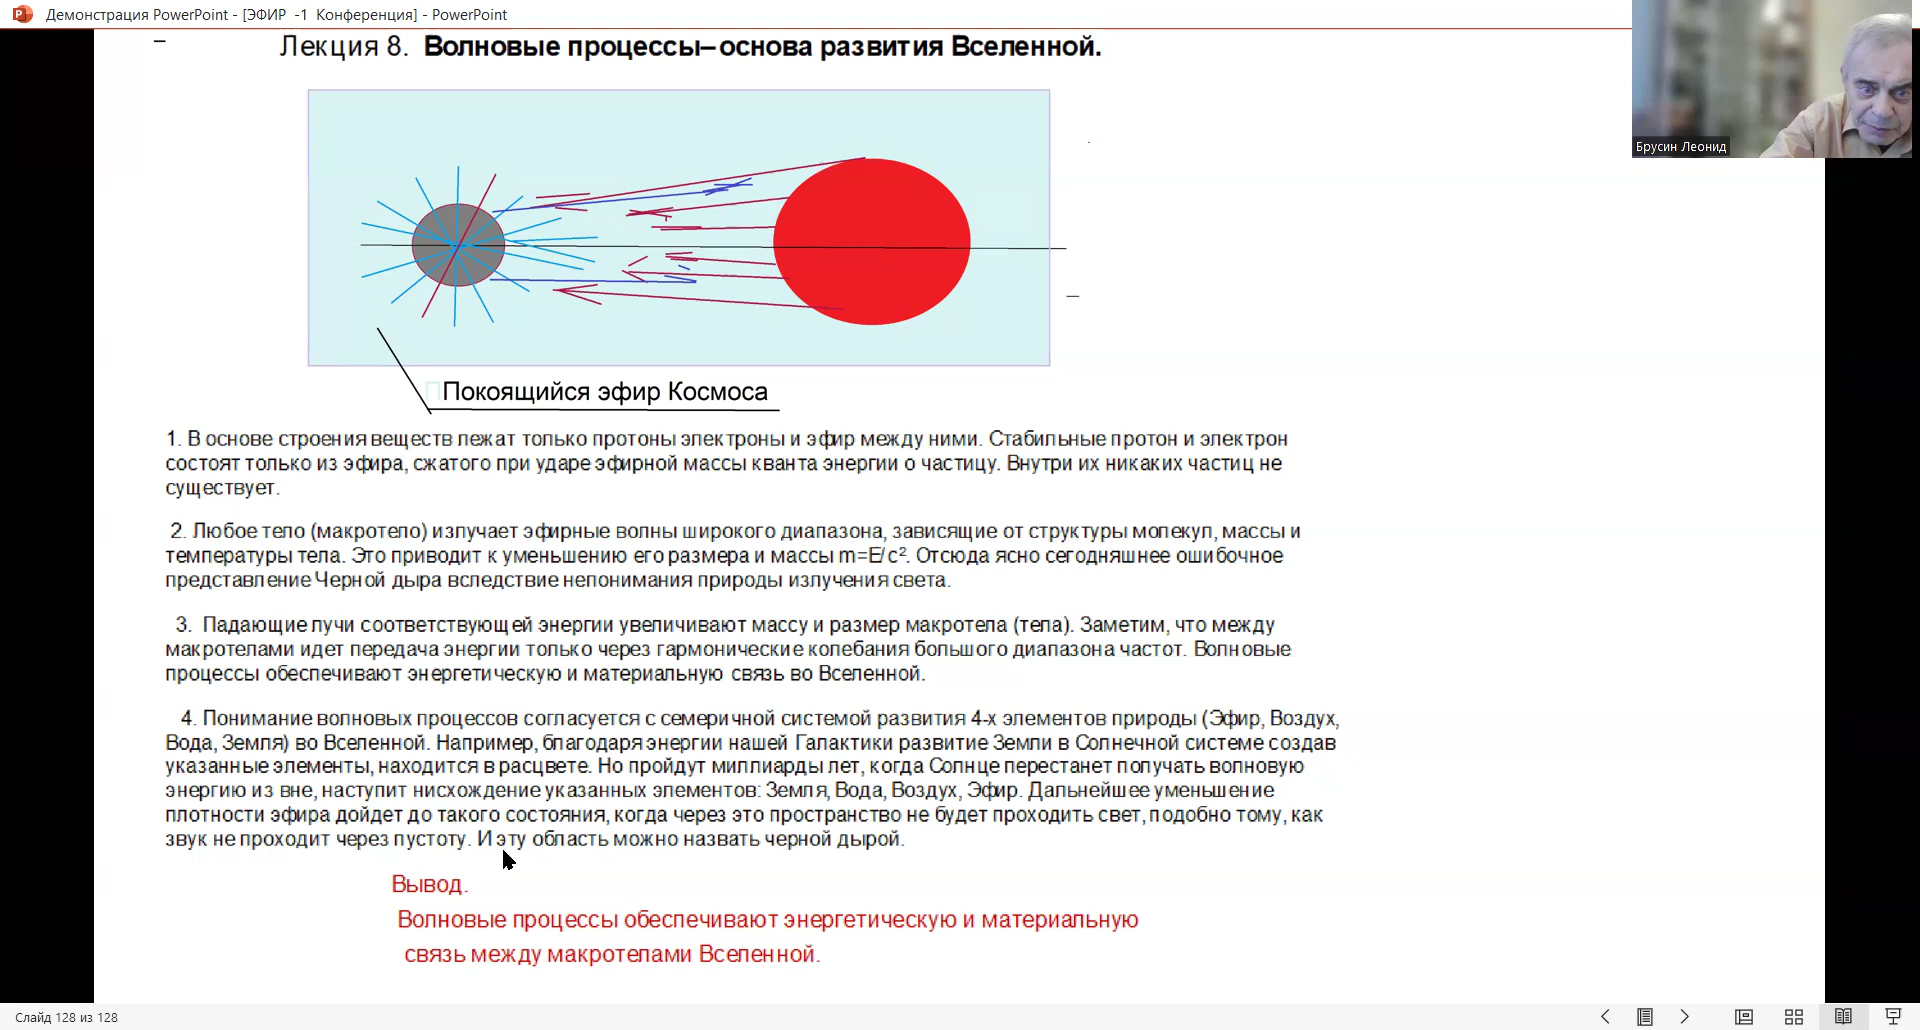 Демонстрация PowerPoint - [ЭФИР -1 Конференция] - PowerPoint
Лекция 8. Волновые процессы–основа развития Вселенной.
Брусин Леонид
Покоящийся эфир Космоса
1. В основе строения веществ лежат только протоны электроны и эфир между ними. Стабильные протон и электрон
состоят только из эфира, сжатого при ударе эфирной массы кванта энергии о частицу. Внутри их никаких частиц не
существует.
2. Любое тело (макротело) излучает эфирные волны широкого диапазона, зависящие от структуры молекул, массы и
температуры тела. Это приводит к уменьшению его размера и массы m=E/c². Отсюда ясно сегодняшнее ошибочное
представление Черной дыра вследствие непонимания природы излучения света.
3. Падающие лучи соответствующей энергии увеличивают массу и размер макротела (тела). Заметим, что между
макротелами идет передача энергии только через гармонические колебания большого диапазона частот. Волновые
процессы обеспечивают энергетическую и материальную связь во Вселенной.
4. Понимание волновых процессов согласуется с семеричной системой развития 4-х элементов природы (Эфир, Воздух,
Вода, Земля) во Вселенной. Например, благодаря энергии нашей Галактики развитие Земли в Солнечной системе создав
указанные элементы, находится в расцвете. Но пройдут миллиарды лет, когда Солнце перестанет получать волновую
энергию из вне, наступит нисхождение указанных элементов: Земля, Вода, Воздух, Эфир. Дальнейшее уменьшение
плотности эфира дойдет до такого состояния, когда через это пространство не будет проходить свет, подобно тому, как
звук не проходит через пустоту. И эту область можно назвать черной дырой.
Вывод.
Волновые процессы обеспечивают энергетическую и материальную
связь между макротелами Вселенной.
Слайд 128 из 128